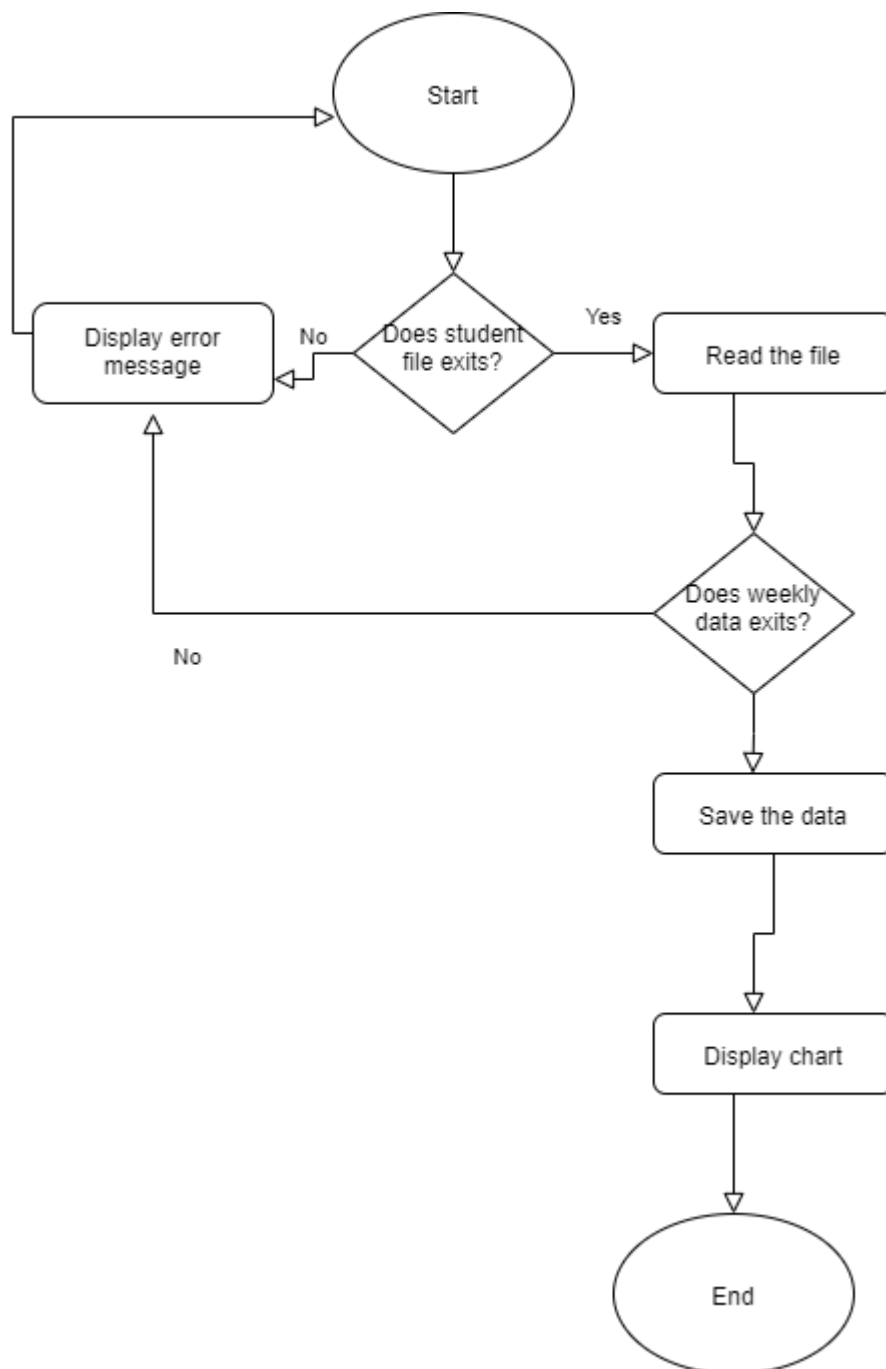 Start
Does student
file exits?
No
Yes
Display error
message
Read the file
Does weekly
data exits?
No
Save the data
Display chart
End